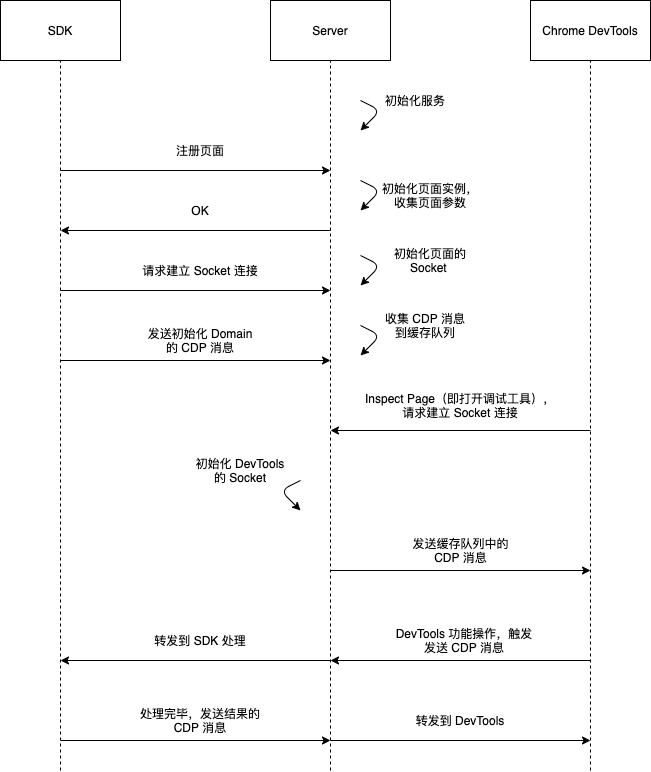 SDK
Server
Chrome DevTools
初始化服务
注册页面
初始化页面实例，
收集页面参数
OK
初始化页面的
Socket
请求建立 Socket 连接
收集 CDP 消息
到缓存队列
发送初始化 Domain
的 CDP 消息
Inspect Page（即打开调试工具），
请求建立 Socket 连接
初始化 DevTools
的 Socket
发送缓存队列中的
CDP 消息
转发到 SDK 处理
DevTools 功能操作，触发
发送 CDP 消息
处理完毕，发送结果的
CDP 消息
转发到 DevTools